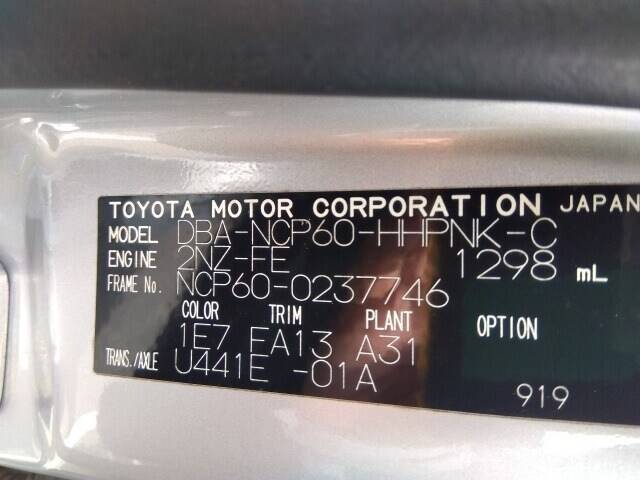 TOYOTA MOTOR CORPORATION JAPAN
MODEL DBA-NCP60-HHPNK-C
ENGINE 2NZ-FE 1298 mL
FRAME No. NCP60-0237746
COLOR TRIM PLANT OPTION
1E7 EA13 A31
TRANS./AXLE U441E -01A
919